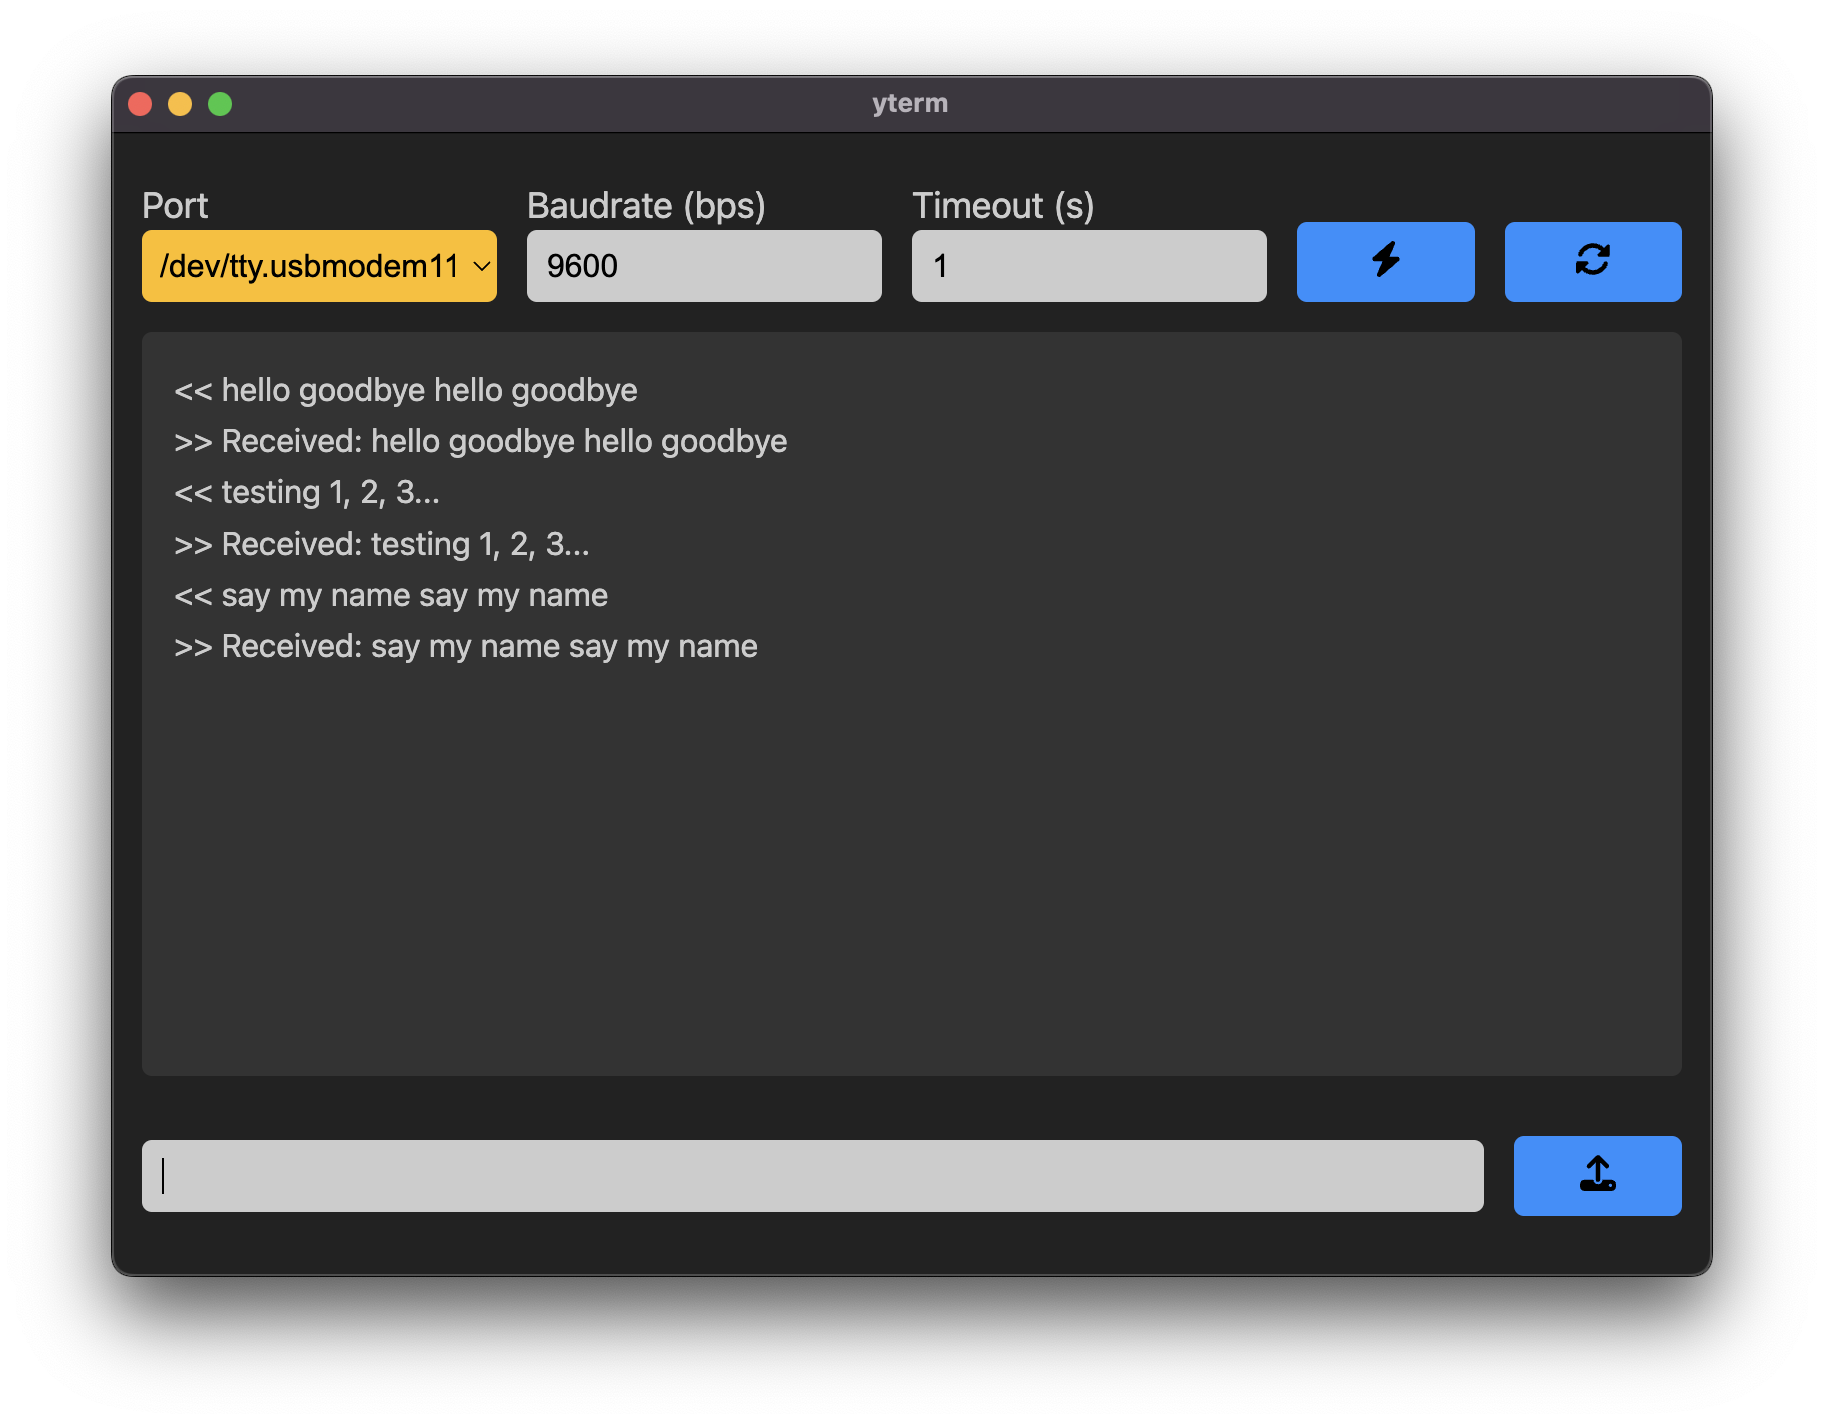 yterm
Port Baudrate (bps) Timeout (s)
/dev/tty.usbmodem11 9600 1
<< hello goodbye hello goodbye
>> Received: hello goodbye hello goodbye
<< testing 1, 2, 3...
>> Received: testing 1, 2, 3...
<< say my name say my name
>> Received: say my name say my name